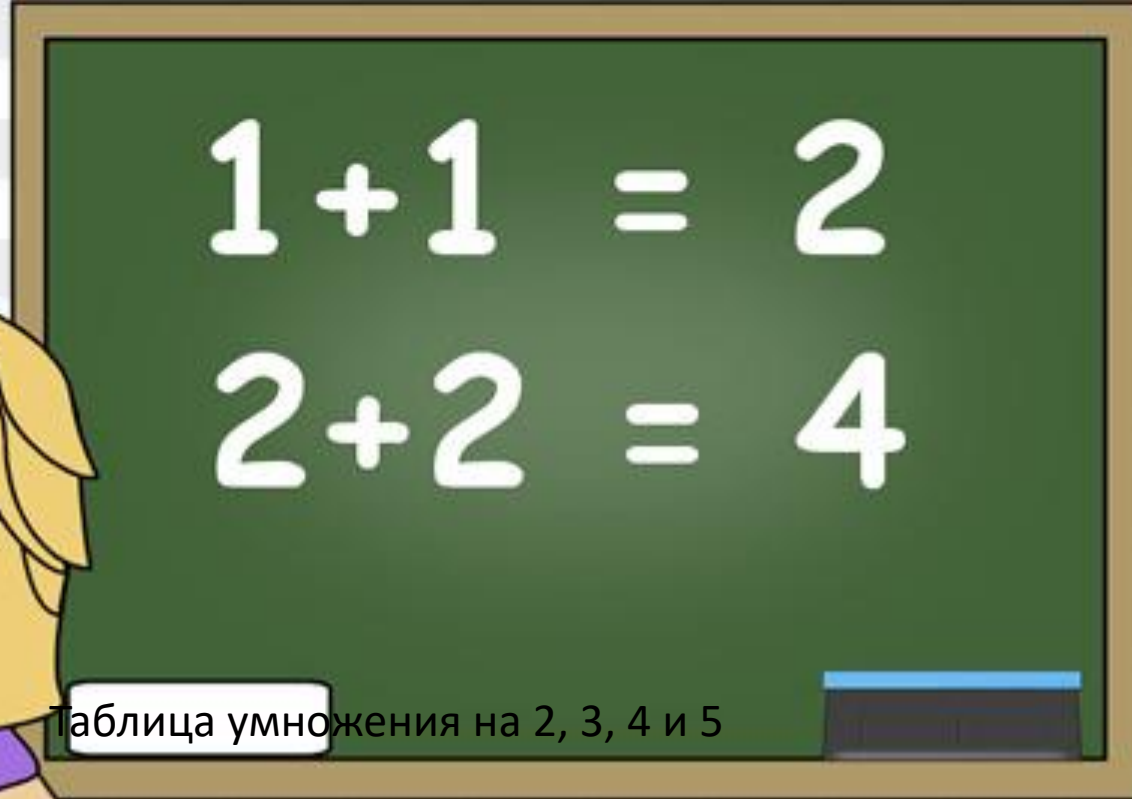 1+1 = 2
2+2 = 4
Таблица умножения на 2, 3, 4 и 5